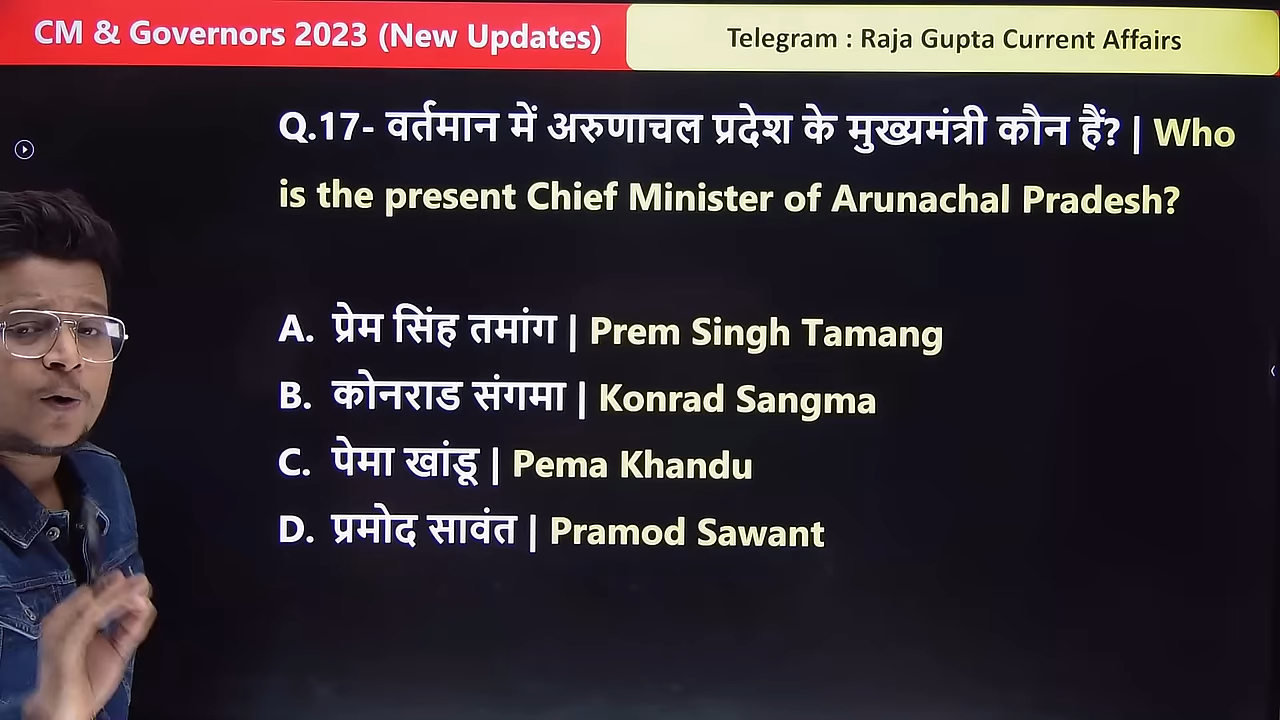 CM & Governors 2023 (New Updates)
Telegram : Raja Gupta Current Affairs
Q.17- वर्तमान में अरुणाचल प्रदेश के मुख्यमंत्री कौन हैं? | Who
is the present Chief Minister of Arunachal Pradesh?
A. प्रेम सिंह तमांग | Prem Singh Tamang
B. कोनराड संगमा | Konrad Sangma
C. पेमा खांडू | Pema Khandu
D. प्रमोद सावंत | Pramod Sawant